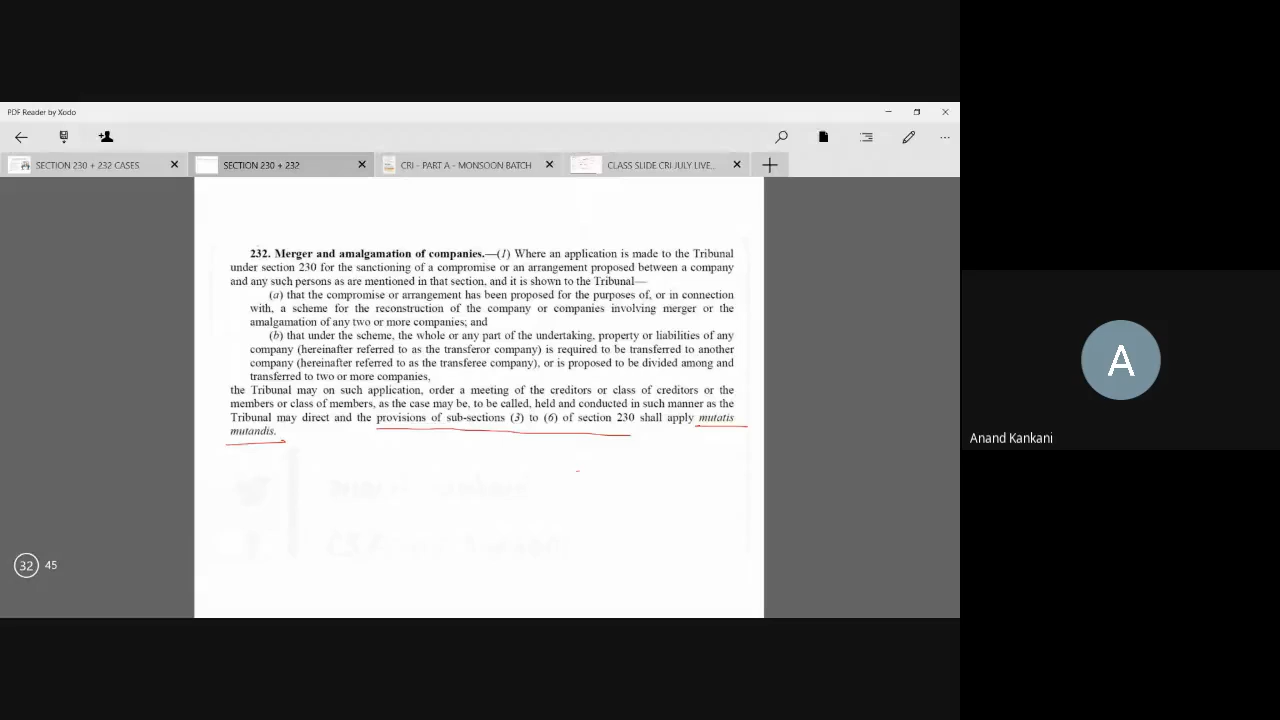 PDF Reader by Xodo
SECTION 230 + 232 CASES
SECTION 230 + 232
CRI - PART A - MONSOON BATCH
CLASS SLIDE CRI JULY LIVE...
232. Merger and amalgamation of companies.—(1) Where an application is made to the Tribunal
under section 230 for the sanctioning of a compromise or an arrangement proposed between a company
and any such persons as are mentioned in that section, and it is shown to the Tribunal—
(a) that the compromise or arrangement has been proposed for the purposes of, or in connection
with, a scheme for the reconstruction of the company or companies involving merger or the
amalgamation of any two or more companies; and
(b) that under the scheme, the whole or any part of the undertaking, property or liabilities of any
company (hereinafter referred to as the transferor company) is required to be transferred to another
company (hereinafter referred to as the transferee company), or is proposed to be divided among and
transferred to two or more companies,
the Tribunal may on such application, order a meeting of the creditors or class of creditors or the
members or class of members, as the case may be, to be called, held and conducted in such manner as the
Tribunal may direct and the provisions of sub-sections (3) to (6) of section 230 shall apply mutatis
mutandis.
32 45
A
Anand Kankani